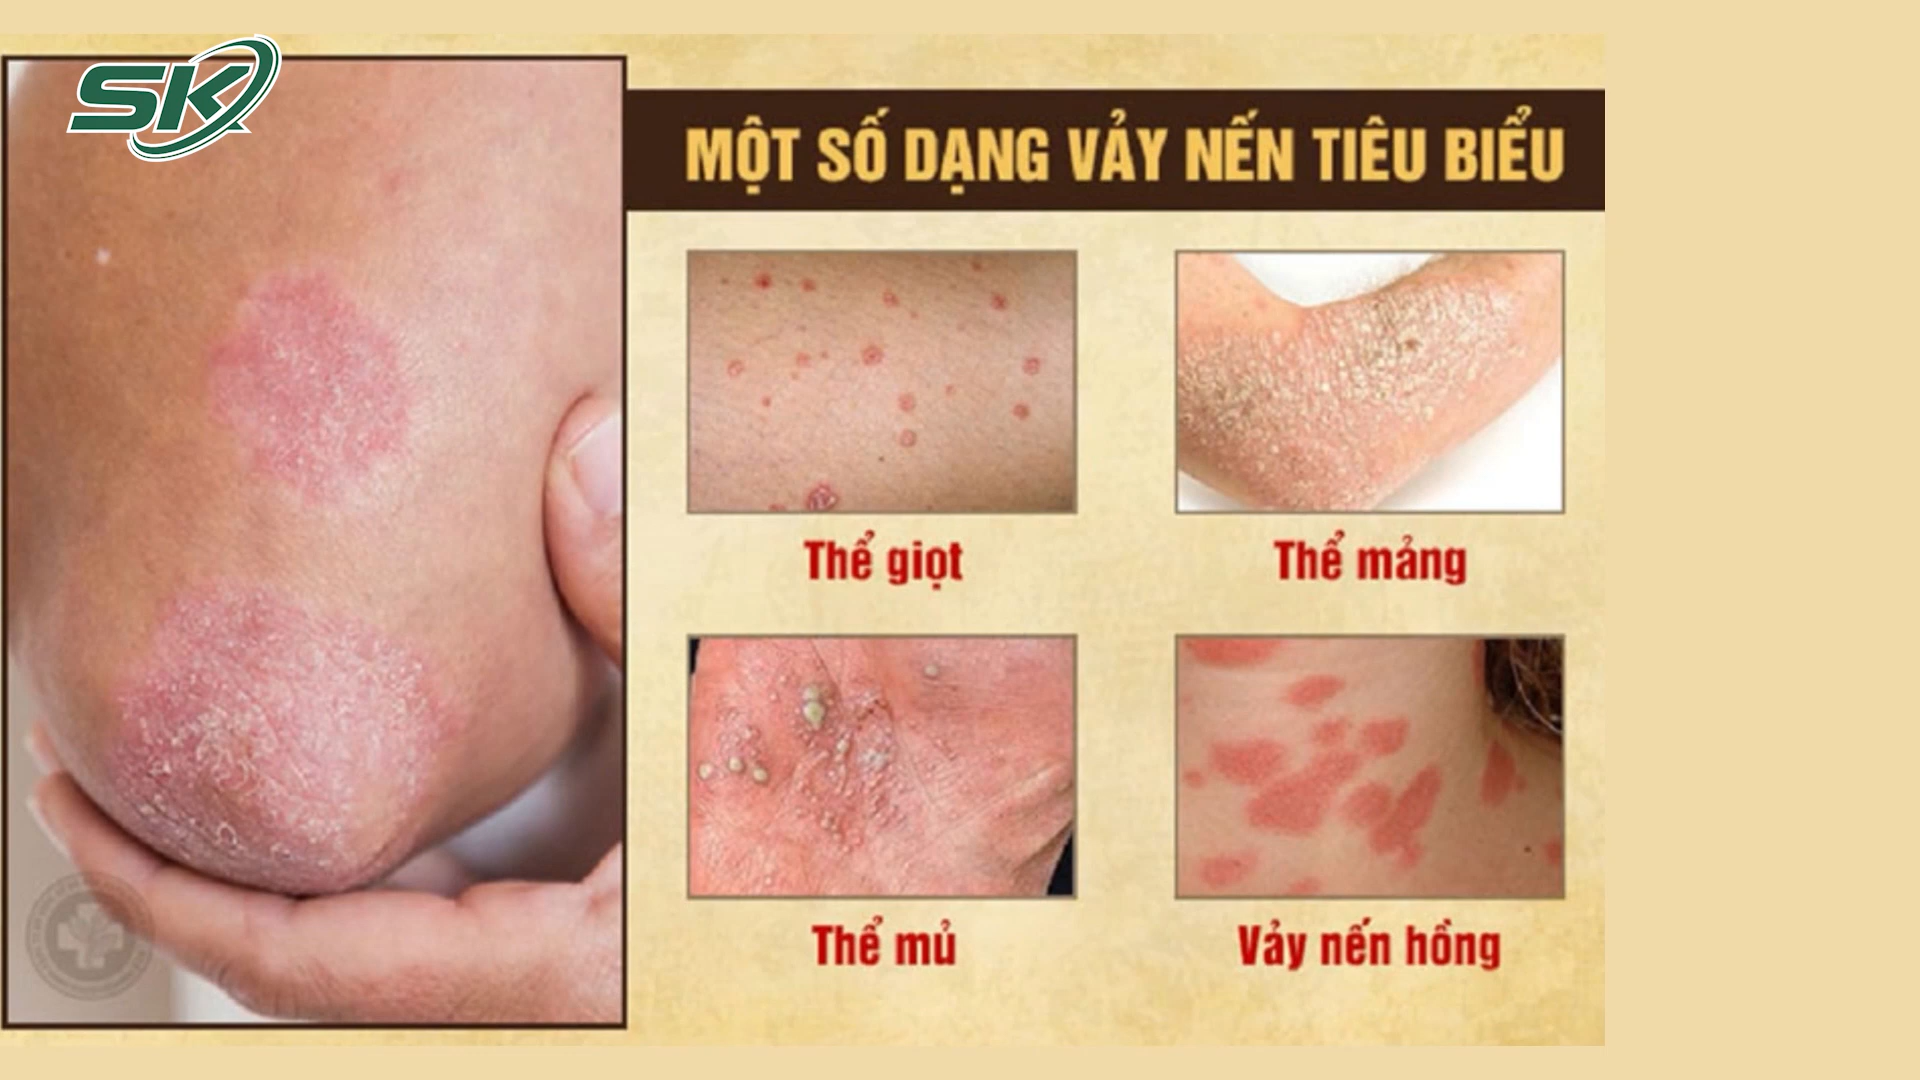 SK
MỘT SỐ DẠNG VẢY NẾN TIÊU BIỂU
Thể giọt
Thể mảng
Thể mủ
Vảy nến hồng